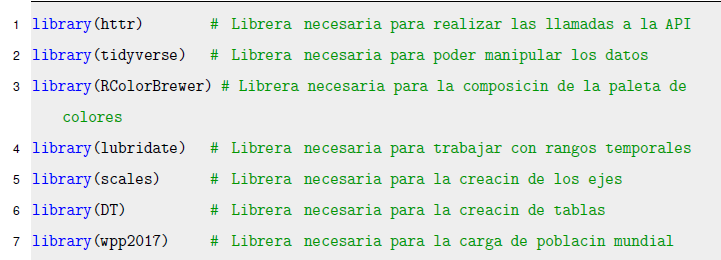 1 library(httr) # Librera necesaria para realizar las llamadas a la API
2 library(tidyverse) # Librera necesaria para poder manipular los datos
3 library(RColorBrewer) # Librera necesaria para la composicin de la paleta de
colores
4 library(lubridate) # Librera necesaria para trabajar con rangos temporales
5 library(scales) # Librera necesaria para la creacin de los ejes
6 library(DT) # Librera necesaria para la creacin de tablas
7 library(wpp2017) # Librera necesaria para la carga de poblacin mundial